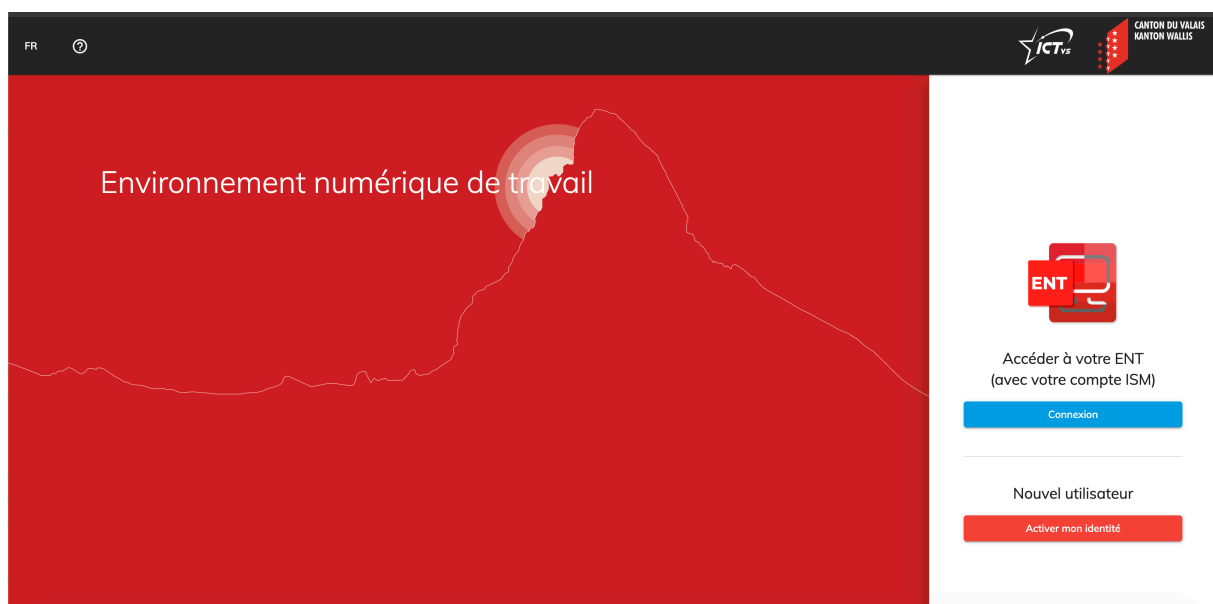 FR
ICTvs
CANTON DU VALAIS
KANTON WALLIS
Environnement numérique de travail
ENT
Accéder à votre ENT
(avec votre compte ISM)
Connexion
Nouvel utilisateur
Activer mon identité